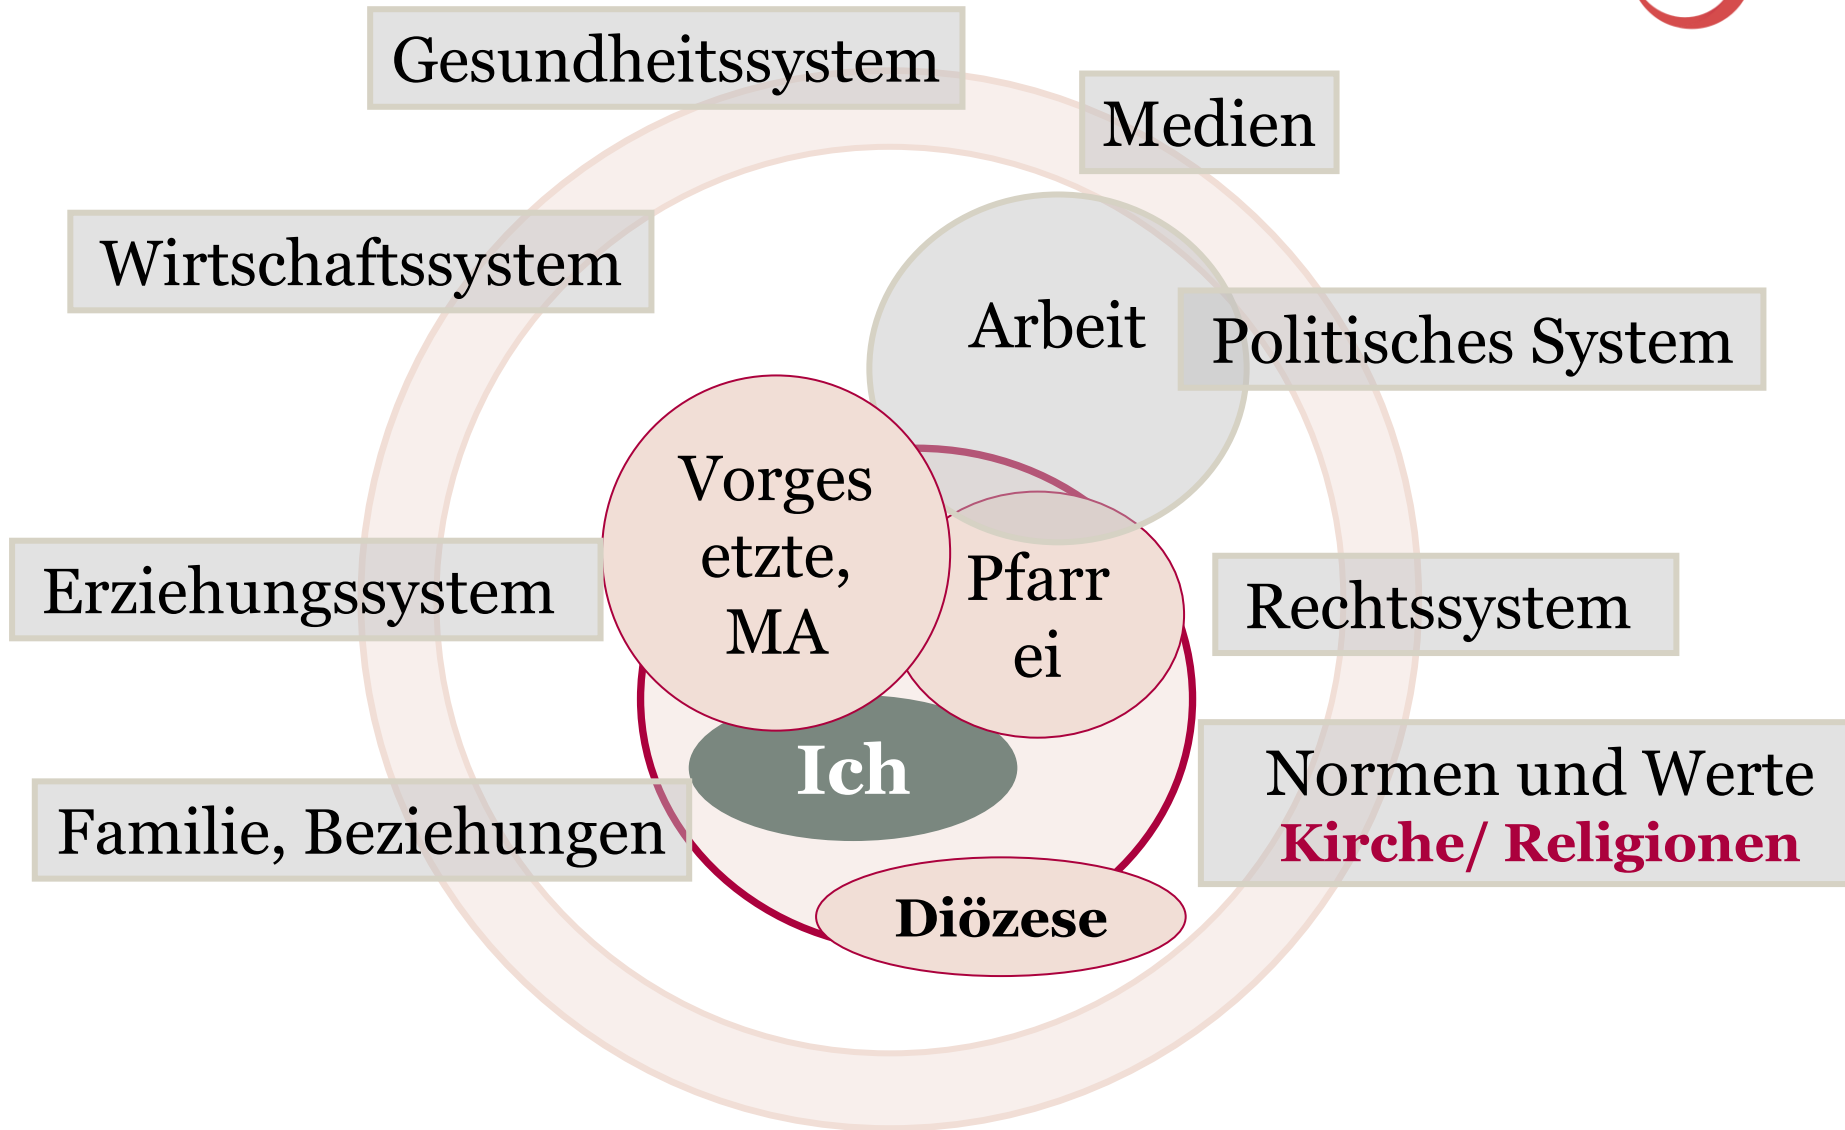 Gesundheitssystem
Medien
Wirtschaftssystem
Arbeit
Politisches System
Vorges
etzte,
MA
Pfarr
ei
Erziehungssystem
Rechtssystem
Ich
Normen und Werte
Kirche/ Religionen
Familie, Beziehungen
Diözese